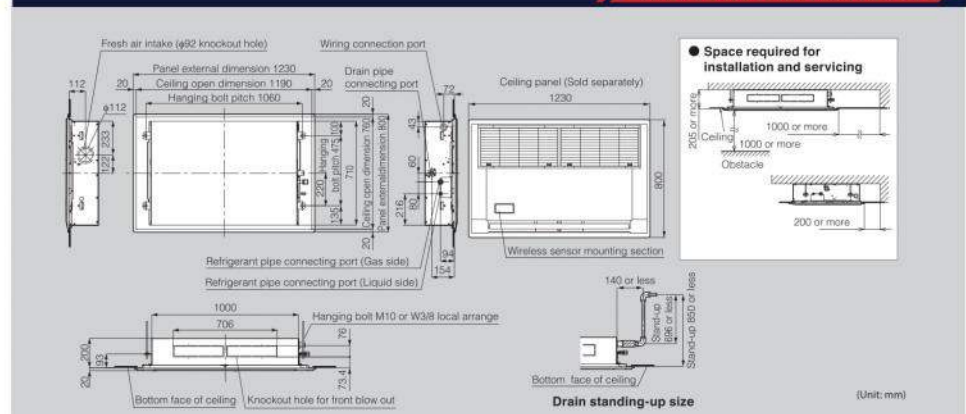 Fresh air intake (φ92 knockout hole)
Wiring connection port
112
Panel external dimension 1230
20
Ceiling open dimension 1190
20
Hanging bolt pitch 1060
Drain pipe
connecting port
72
φ112
233
122
20
100
Hanging
bolt pitch 475
220
135
710
Ceiling open dimension 760
Panel external dimension 800
20
43
60
80
216
94
154
Refrigerant pipe connecting port (Gas side)
Refrigerant pipe connecting port (Liquid side)
Ceiling panel (Sold separately)
1230
800
Wireless sensor mounting section
● Space required for
installation and servicing
205 or more
Ceiling
1000 or more
1000 or more
Obstacle
200 or more
1000
706
Hanging bolt M10 or W3/8 local arrange
76
200
93
20
73.4
Bottom face of ceiling
Knockout hole for front blow out
140 or less
Stand-up
696 or less
Stand-up 850 or less
Bottom face of ceiling
Drain standing-up size
(Unit: mm)